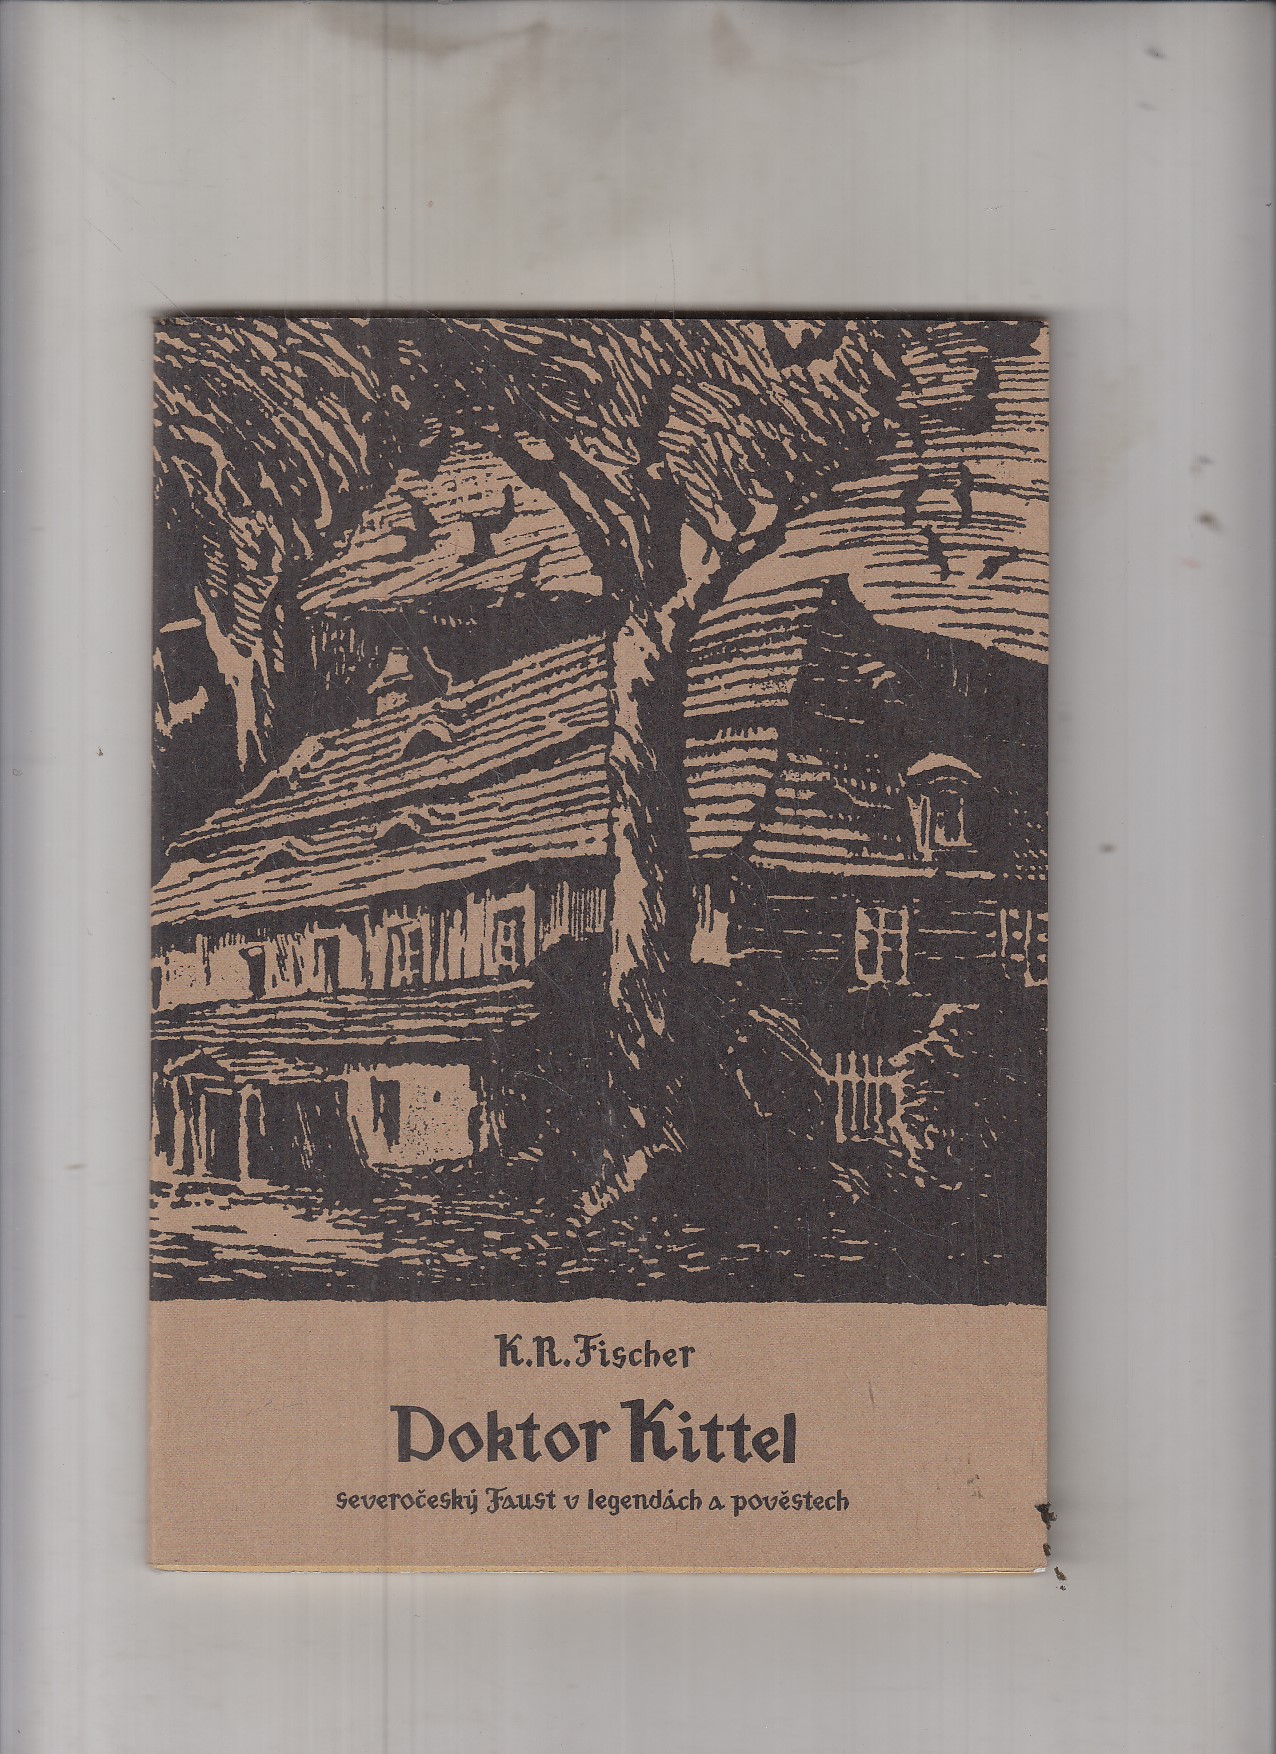 K.R.Fischer
Doktor Kittel
severočeský Faust v legendách a pověstech